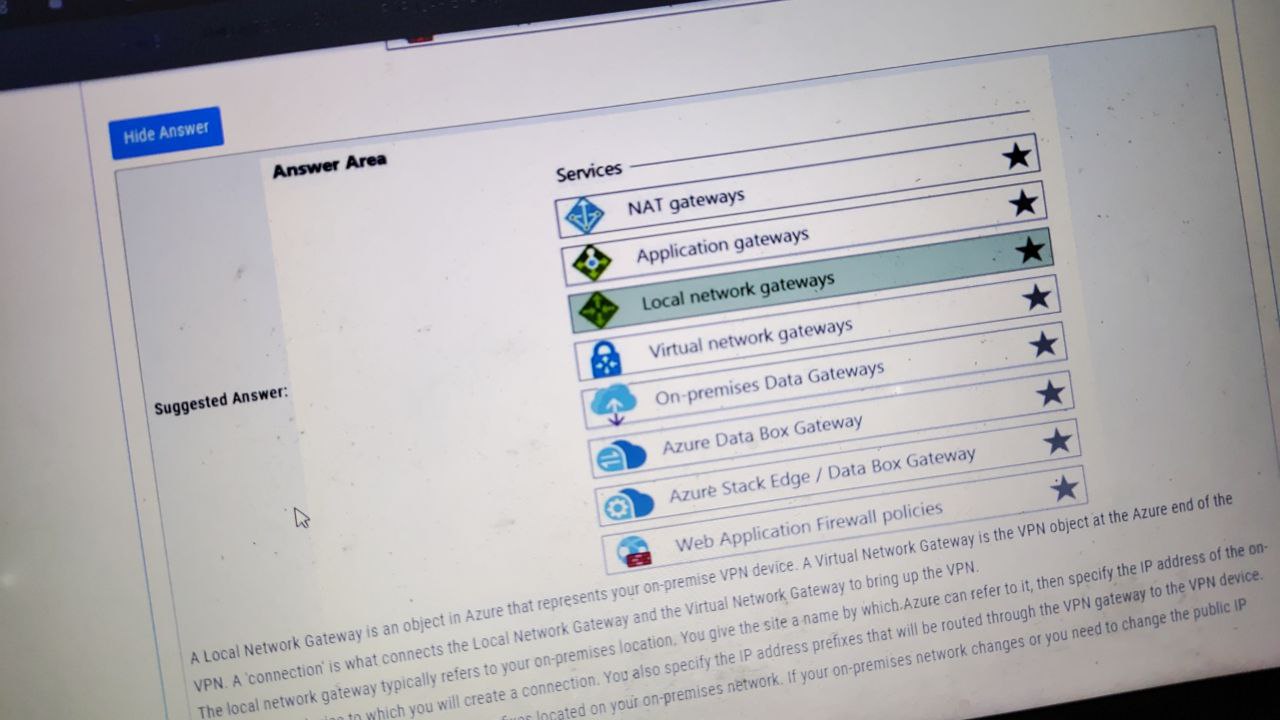 Hide Answer
Answer Area
Services
NAT gateways
Application gateways
Local network gateways
Virtual network gateways
On-premises Data Gateways
Azure Data Box Gateway
Azure Stack Edge / Data Box Gateway
Web Application Firewall policies
Suggested Answer:
A Local Network Gateway is an object in Azure that represents your on-premise VPN device. A Virtual Network Gateway is the VPN object at the Azure end of the
VPN. A 'connection' is what connects the Local Network Gateway and the Virtual Network Gateway to bring up the VPN.
The local network gateway typically refers to your on-premises location. You give the site a name by which Azure can refer to it, then specify the IP address of the on-
to which you will create a connection. You also specify the IP address prefixes that will be routed through the VPN gateway to the VPN device.
located on your on-premises network. If your on-premises network changes or you need to change the public IP